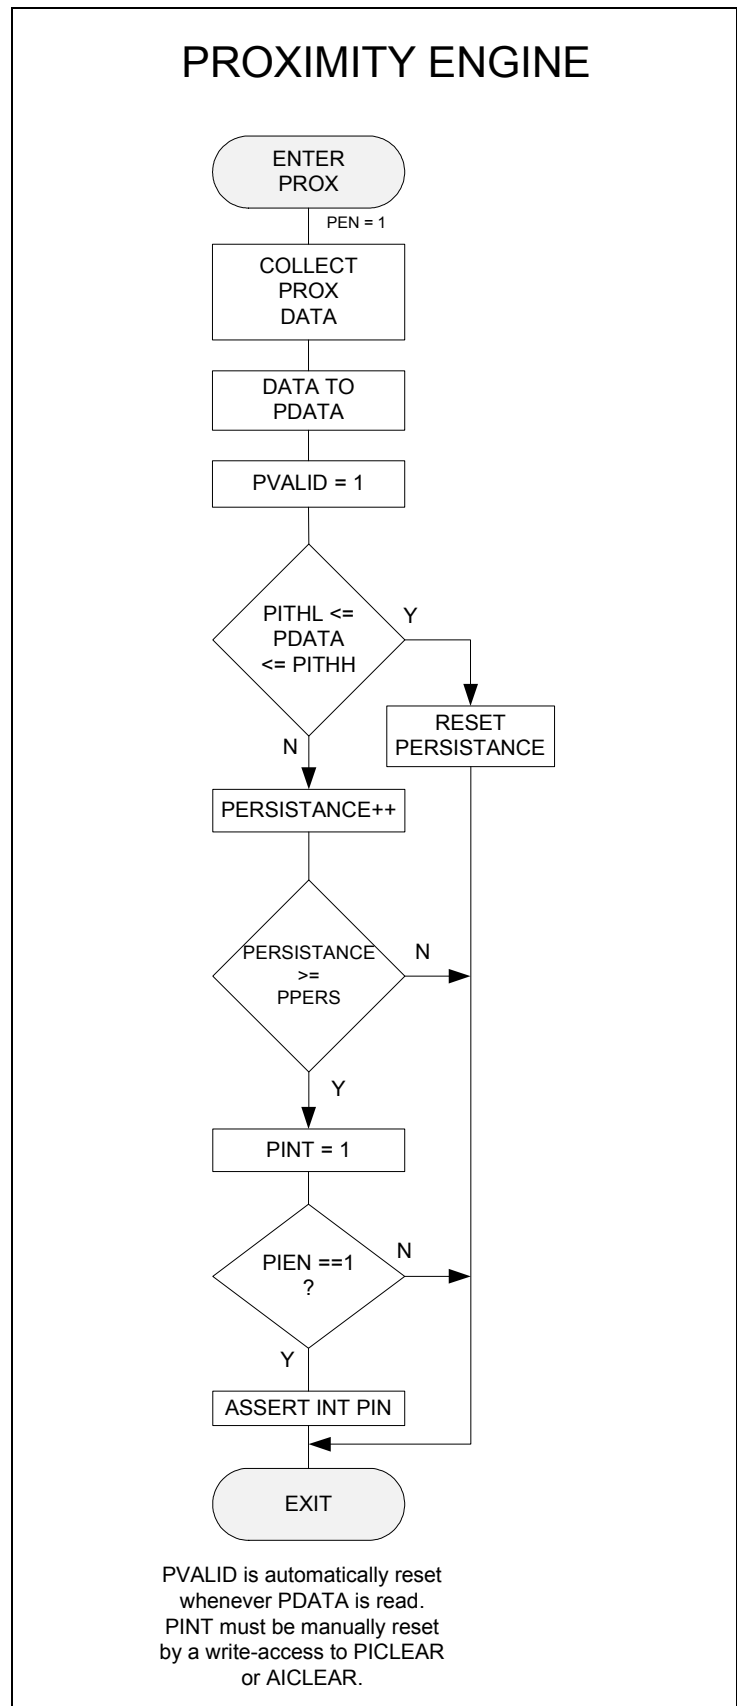 PROXIMITY ENGINE
ENTER
PROX
PEN = 1
COLLECT
PROX
DATA
DATA TO
PDATA
PVALID = 1
PITHL <=
PDATA
<= PITHH
Y
RESET
PERSISTANCE
N
PERSISTANCE++
PERSISTANCE
>=
PPERS
N
Y
PINT = 1
PIEN ==1
?
N
Y
ASSERT INT PIN
EXIT
PVALID is automatically reset
whenever PDATA is read.
PINT must be manually reset
by a write-access to PICLEAR
or AICLEAR.